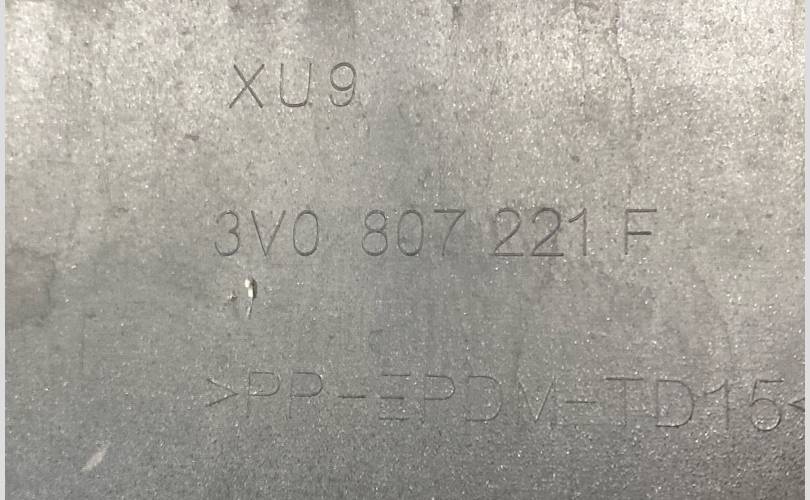 XU9
3V0 807 221 F
>PP-EPDM-TD15<